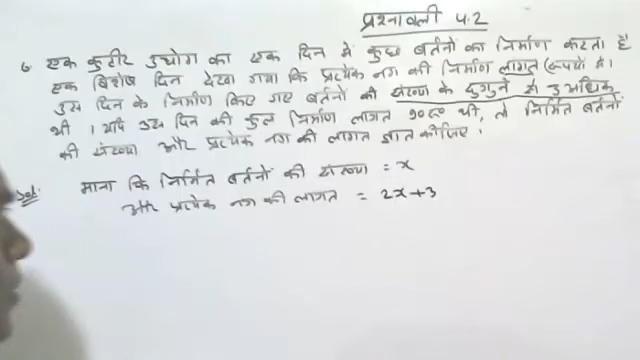 प्रश्नावली 4.2
6. एक कुटीर उद्योग का एक दिन में कुछ बर्तनों का निर्माण करता है
एक विशेष दिन देखा गया कि प्रत्येक नग की निर्माण लागत (रूपयों में)
उस दिन के निर्माण किए गए बर्तनों की संख्या के दुगुने से 3 अधिक
थी । यदि उस दिन की कुल निर्माण लागत ९० रु० थी, तो निर्मित बर्तनों
की संख्या और प्रत्येक नग की लागत ज्ञात कीजिए ।
Sol: माना कि निर्मित बर्तनों की संख्या = x
और प्रत्येक नग की लागत = 2x+3